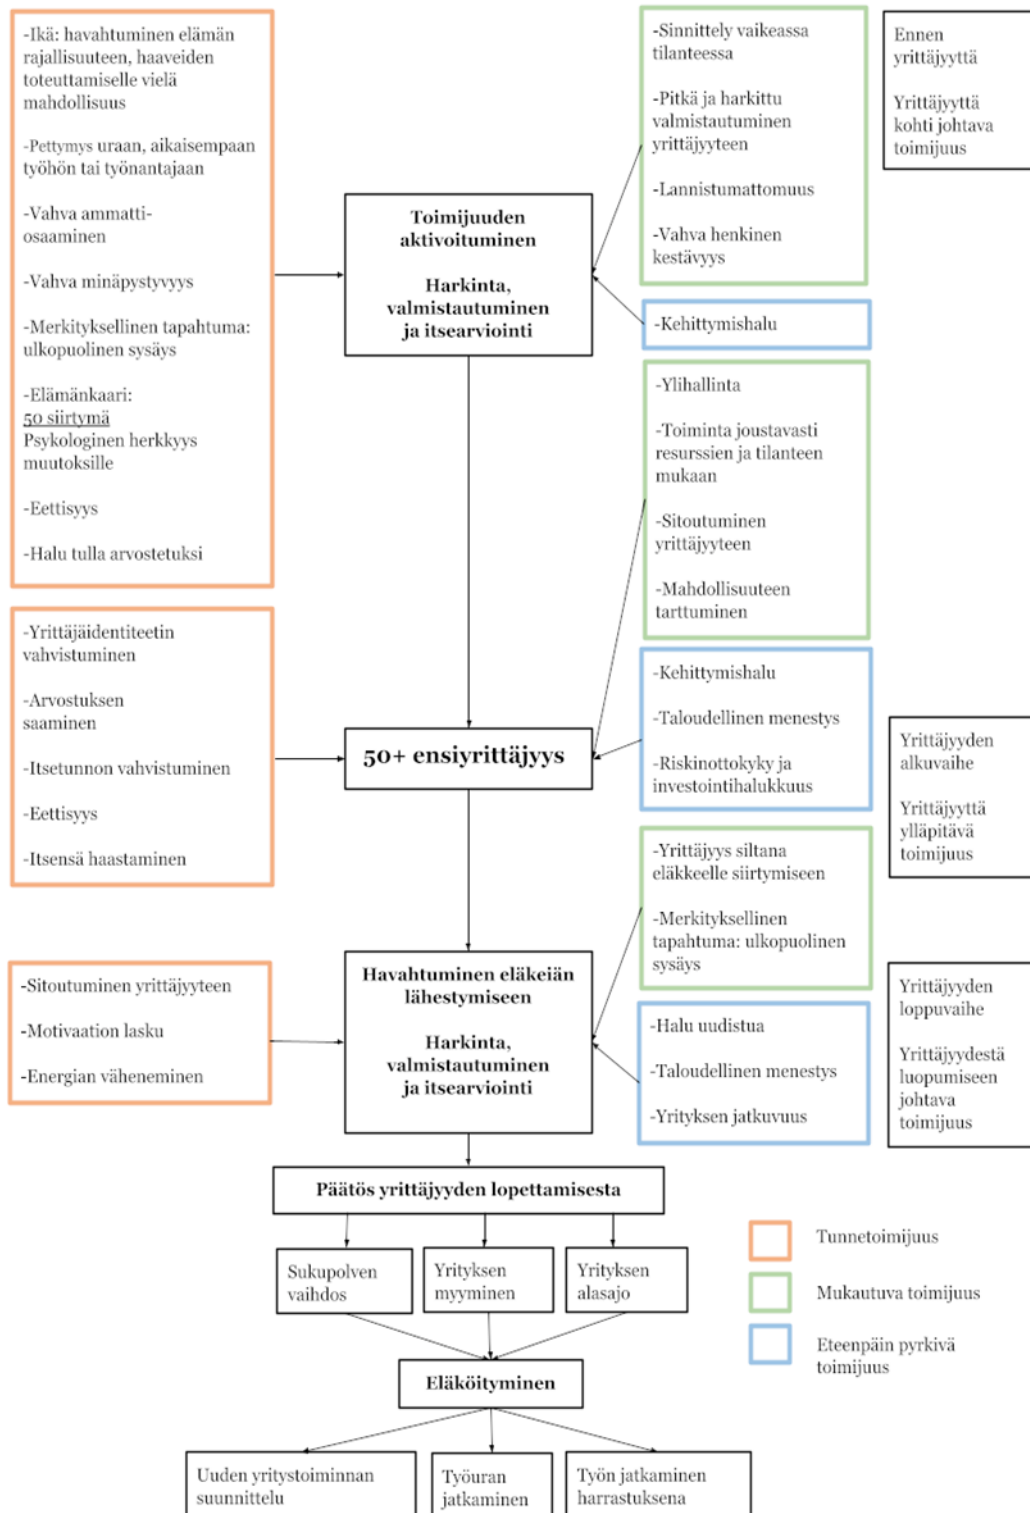 -Ikä: havahtuminen elämän
rajallisuuteen, haaveiden
toteuttamiselle vielä
mahdollisuus
-Pettymys uraan, aikaisempaan
työhön tai työnantajaan
-Vahva ammatti-
osaaminen
-Vahva minäpystyvyys
-Merkityksellinen tapahtuma:
ulkopuolinen sysäys
-Elämänkaari:
50 siirtymä
Psykologinen herkkyys
muutoksille
-Eettisyys
-Halu tulla arvostetuksi
Toimijuuden
aktivoituminen
Harkinta,
valmistautuminen
ja itsearviointi
-Sinnittely vaikeassa
tilanteessa
-Pitkä ja harkittu
valmistautuminen
yrittäjyyteen
-Lannistumattomuus
-Vahva henkinen
kestävyys
-Kehittymishalu
Ennen
yrittäjyyttä
Yrittäjyyttä
kohti johtava
toimijuus
-Yrittäjäidentiteetin
vahvistuminen
-Arvostuksen
saaminen
-Itsetunnon vahvistuminen
-Eettisyys
-Itsensä haastaminen
50+ ensiyrittäjyys
-Ylihallinta
-Toiminta joustavasti
resurssien ja tilanteen
mukaan
-Sitoutuminen
yrittäjyyteen
-Mahdollisuuteen
tarttuminen
-Kehittymishalu
-Taloudellinen menestys
-Riskinottokyky ja
investointihalukkuus
Yrittäjyyden
alkuvaihe
Yrittäjyyttä
ylläpitävä
toimijuus
-Sitoutuminen yrittäjyyteen
-Motivaation lasku
-Energian väheneminen
Havahtuminen eläkeiän
lähestymiseen
Harkinta,
valmistautuminen
ja itsearviointi
-Yrittäjyys siltana
eläkkeelle siirtymiseen
-Merkityksellinen
tapahtuma: ulkopuolinen
sysäys
-Halu uudistua
-Taloudellinen menestys
-Yrityksen jatkuvuus
Yrittäjyyden
loppuvaihe
Yrittäjyydestä
luopumiseen
johtava
toimijuus
Päätös yrittäjyyden lopettamisesta
Sukupolven
vaihdos
Yrityksen
myyminen
Yrityksen
alasajo
Eläköityminen
Uuden yritystoiminnan
suunnittelu
Työuran
jatkaminen
Työn jatkaminen
harrastuksena
Tunnetoimijuus
Mukautuva toimijuus
Eteenpäin pyrkivä
toimijuus